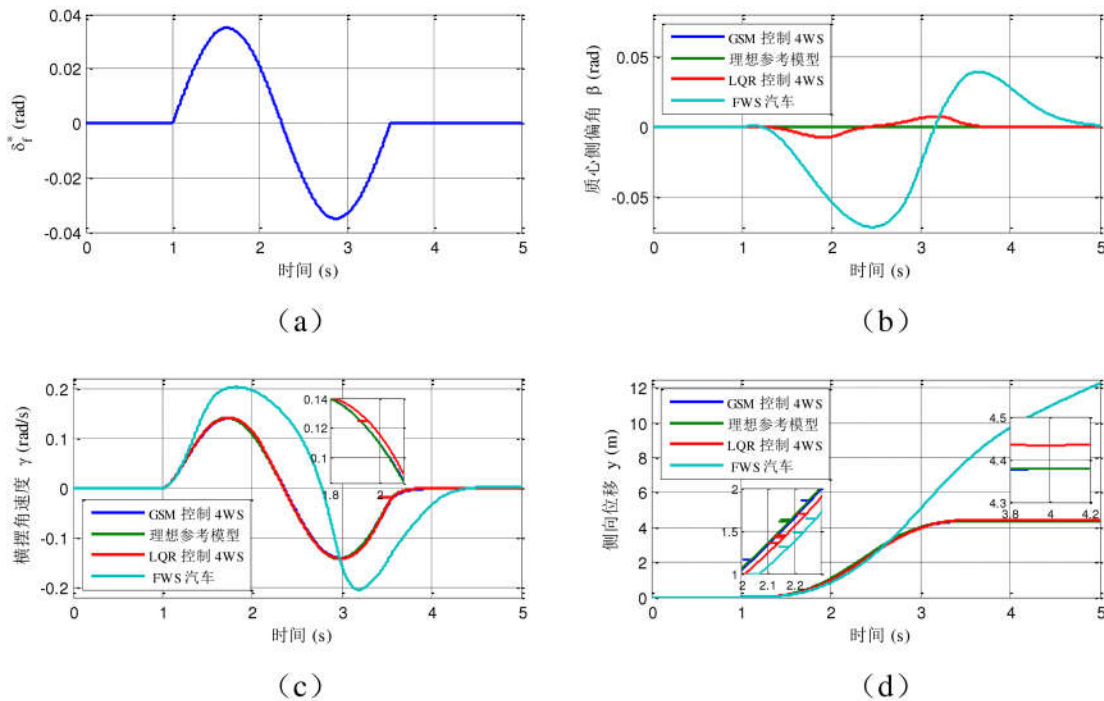 0.04
0.02
0
-0.02
-0.04
δf* (rad)
0 1 2 3 4 5
时间 (s)
(a)
GSM 控制 4WS
理想参考模型
LQR 控制 4WS
FWS 汽车
0.05
0
-0.05
质心侧偏角 β (rad)
0 1 2 3 4 5
时间 (s)
(b)
0.2
0.1
0
-0.1
-0.2
横摆角速度 γ (rad/s)
0.14
0.12
0.1
1.8 2
GSM 控制 4WS
理想参考模型
LQR 控制 4WS
FWS 汽车
0 1 2 3 4 5
时间 (s)
(c)
12
10
8
6
4
2
0
侧向位移 y (m)
GSM 控制 4WS
理想参考模型
LQR 控制 4WS
FWS 汽车
4.5
4.4
4.3
3.8 4 4.2
2
1.5
1
2 2.1 2.2
0 1 2 3 4 5
时间 (s)
(d)